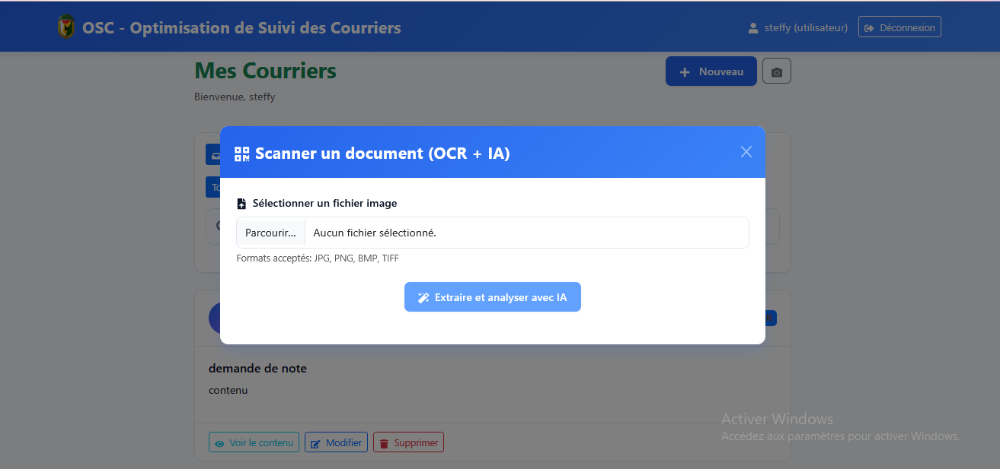 OSC - Optimisation de Suivi des Courriers
steffy (utilisateur)
Déconnexion
Mes Courriers
Nouveau
Bienvenue, steffy
Scanner un document (OCR + IA)
Sélectionner un fichier image
Parcourir... Aucun fichier sélectionné.
Formats acceptés: JPG, PNG, BMP, TIFF
Extraire et analyser avec IA
demande de note
contenu
Voir le contenu
Modifier
Supprimer
Activer Windows
Accédez aux paramètres pour activer Windows.